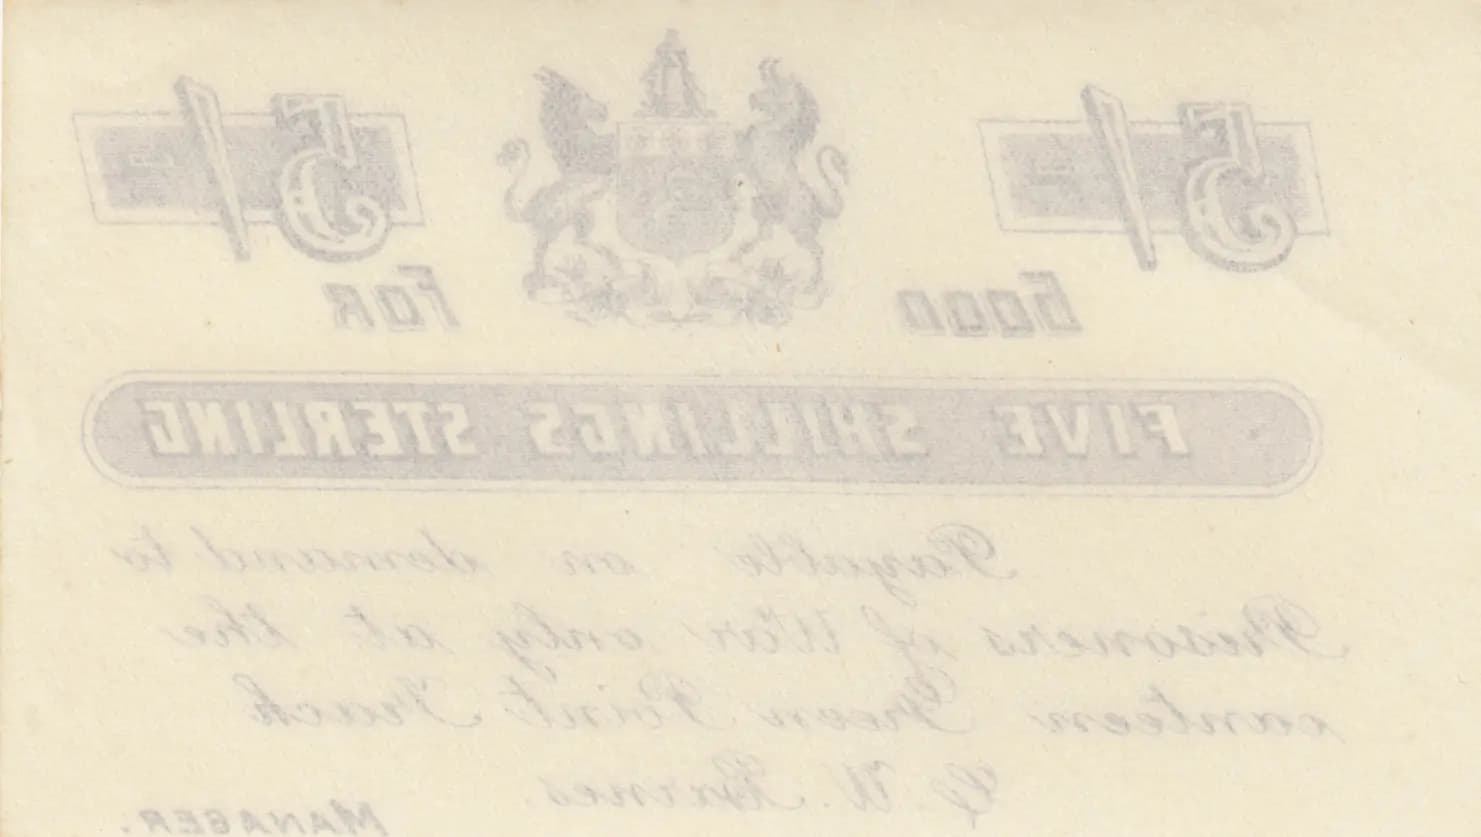 5/- 5/-
GOOD FOR
FIVE SHILLINGS STERLING
Payable on demand to
Prisoners of War only at the
canteen Green Point Track
G. W. Barnes.
MANAGER.